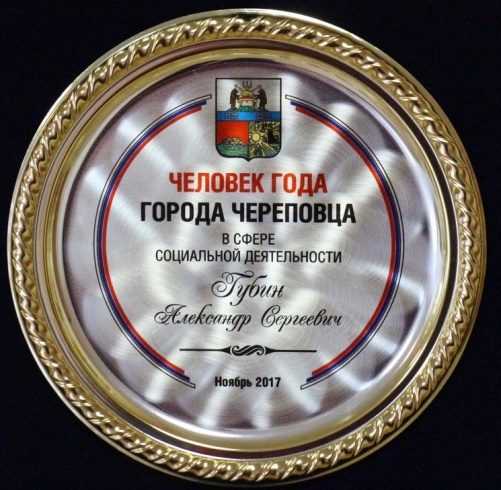 ЧЕЛОВЕК ГОДА
ГОРОДА ЧЕРЕПОВЦА
В СФЕРЕ
СОЦИАЛЬНОЙ ДЕЯТЕЛЬНОСТИ
Губин
Александр Сергеевич
Ноябрь 2017